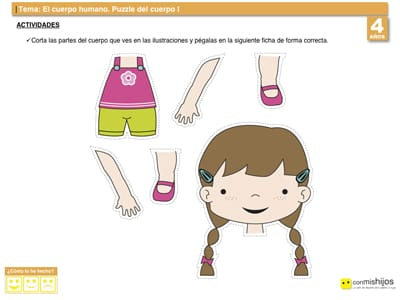 Tema: El cuerpo humano. Puzzle del cuerpo I
4
AÑOS
ACTIVIDADES
✓Corta las partes del cuerpo que ves en las ilustraciones y pégalas en la siguiente ficha de forma correcta.
¿Cómo lo he hecho?
conmishijos